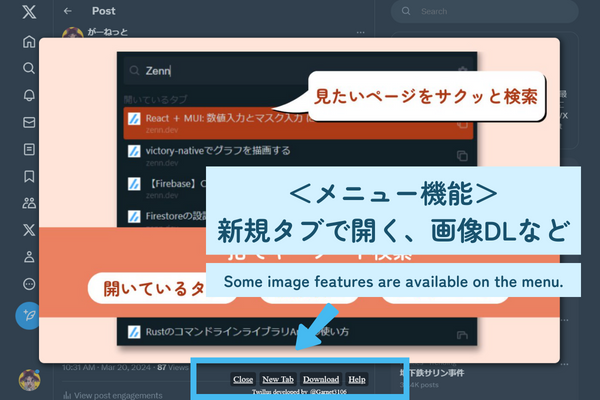 Post
Search
がーねっと
Zenn
見たいページをサクッと検索
開いているタブ
React + MUI: 数値入力とマスク入力
zenn.dev
victory-nativeでグラフを描画する
zenn.dev
【Firebase】
zenn.dev
Firestoreの設
<メニュー機能>
新規タブで開く、画像DLなど
Some image features are available on the menu.
開いているタ
Rustのコマンドラインライブラリ
使い方
10:31 AM · Mar 20, 2024 · 87 Views
View post engagements
Close New Tab Download Help
Twillus developed by @Garnet3106
地下鉄サリン事件
posts